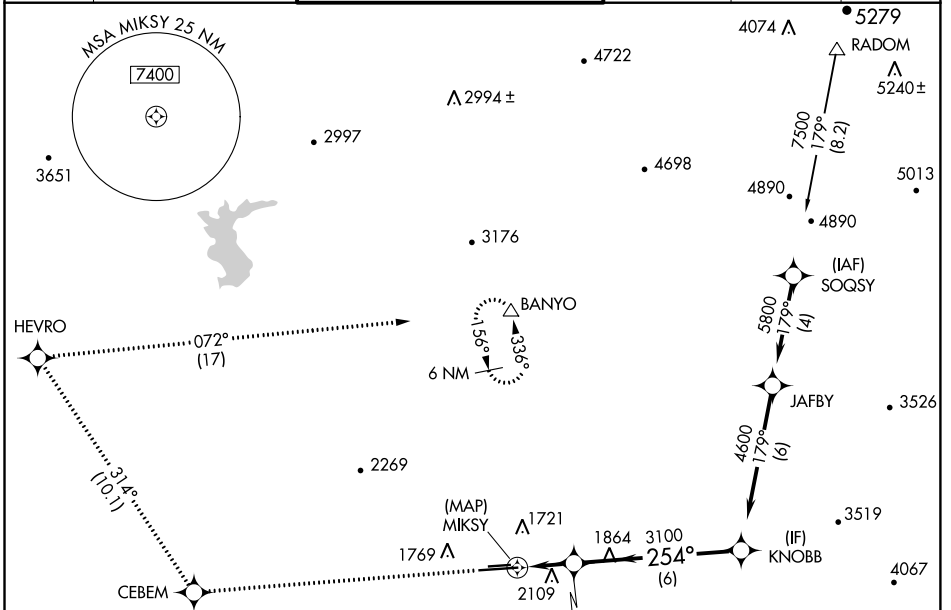 MSA MIKSY 25 NM
7400
4722
4074
5279
RADOM
5240±
2994±
2997
3651
4698
7500
179°
(8.2)
5013
4890
4890
3176
(IAF)
SOQSY
5800
179°
(4)
HEVRO
072°
(17)
BANYO
156°
336°
6 NM
JAFBY
3526
4600
179°
(6)
2269
314°
(10.1)
(MAP)
MIKSY
1721
1769
1864
3100
254°
(6)
3519
(IF)
KNOBB
4067
2109
CEBEM
N